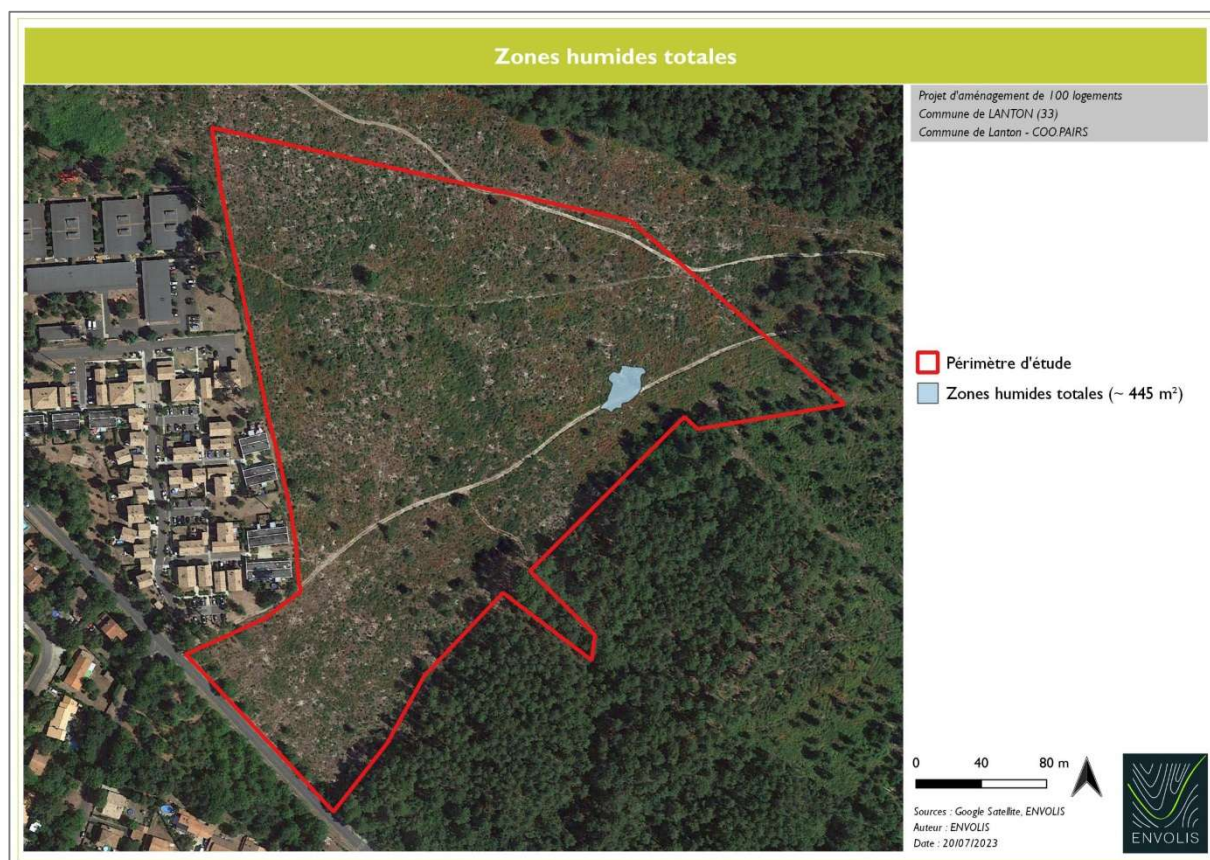 Zones humides totales
Projet d'aménagement de 100 logements
Commune de LANTON (33)
Commune de Lanton - COO.PAIRS
Périmètre d'étude
Zones humides totales (~ 445 m²)
0 40 80 m
Sources : Google Satellite, ENVOLIS
Auteur : ENVOLIS
Date : 20/07/2023
ENVOLIS